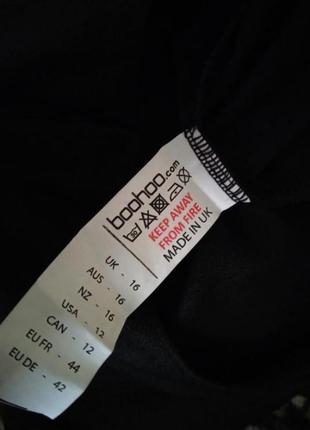 boohoo.com
KEEP AWAY
FROM FIRE
MADE IN UK
UK - 16
AUS - 16
NZ - 16
USA - 12
CAN - 12
EU FR - 44
EU DE - 42